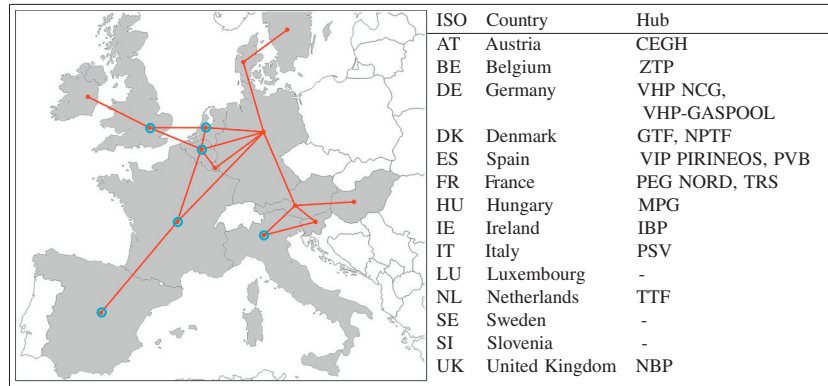 ISO Country Hub
AT Austria CEGH
BE Belgium ZTP
DE Germany VHP NCG,
VHP-GASPOOL
DK Denmark GTF, NPTF
ES Spain VIP PIRINEOS, PVB
FR France PEG NORD, TRS
HU Hungary MPG
IE Ireland IBP
IT Italy PSV
LU Luxembourg -
NL Netherlands TTF
SE Sweden -
SI Slovenia -
UK United Kingdom NBP